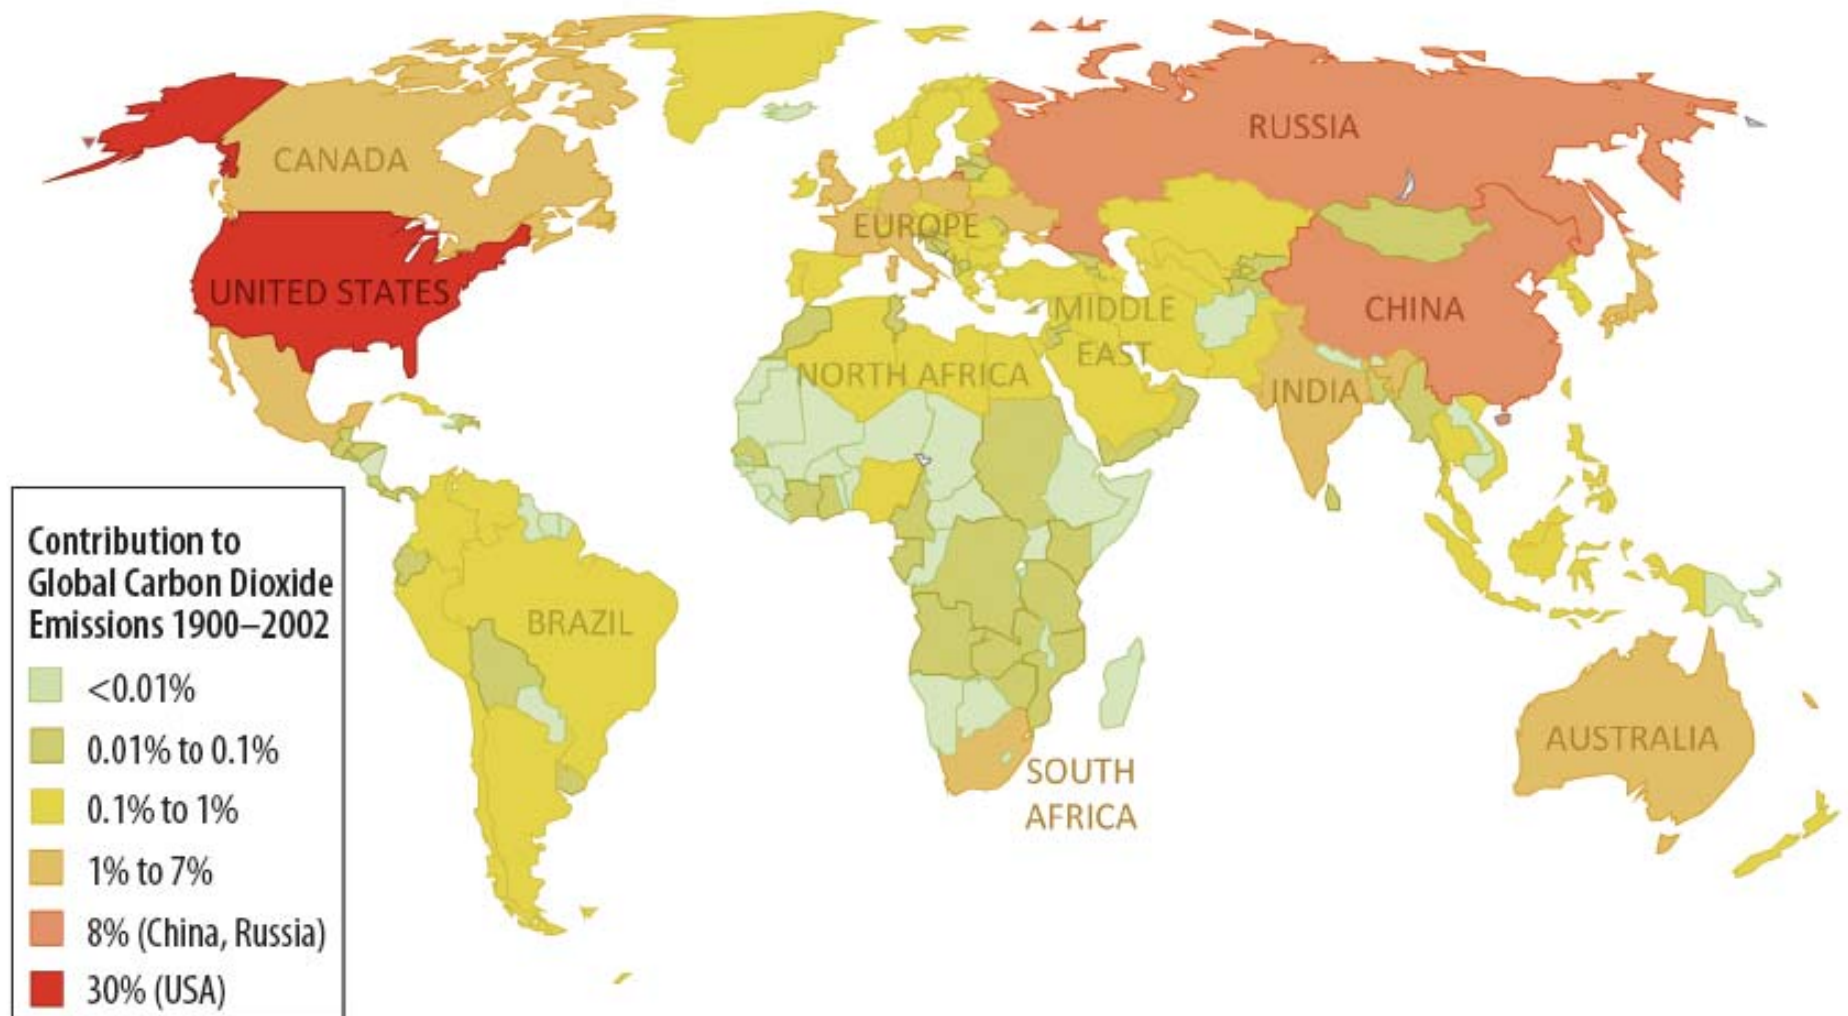 RUSSIA
CANADA
EUROPE
UNITED STATES
MIDDLE
EAST
CHINA
NORTH AFRICA
INDIA
BRAZIL
AUSTRALIA
SOUTH
AFRICA
Contribution to
Global Carbon Dioxide
Emissions 1900–2002
<0.01%
0.01% to 0.1%
0.1% to 1%
1% to 7%
8% (China, Russia)
30% (USA)